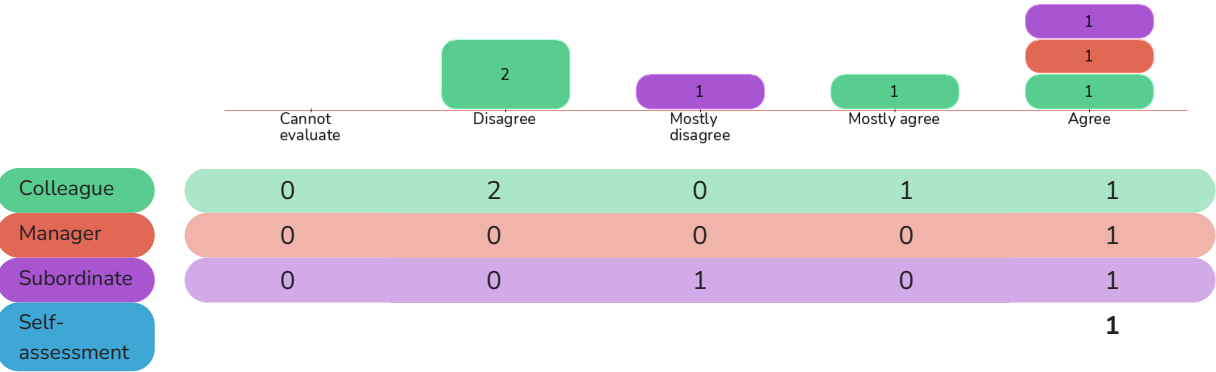 1
1
2
1
1
1
Cannot
evaluate
Disagree
Mostly
disagree
Mostly agree
Agree
Colleague 0 2 0 1 1
Manager 0 0 0 0 1
Subordinate 0 0 1 0 1
Self-
assessment
1